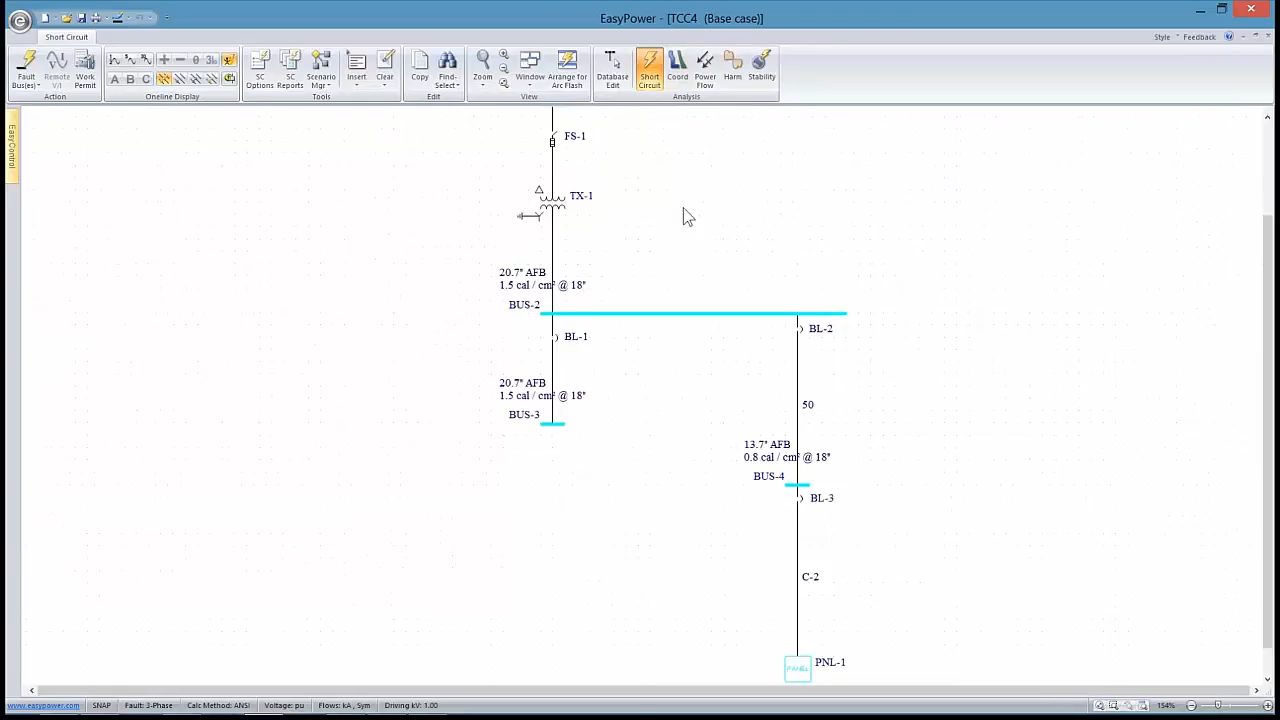 EasyPower - [TCC4 (Base case)]
Short Circuit
Style
Feedback
Fault Bus(es)
Remote V/I
Work Permit
Action
3ɸ
A B C
Oneline Display
SC Options
SC Reports
Scenario Mgr
Tools
Insert
Clear
Copy
Find-Select
Edit
Zoom
Window
Arrange for Arc Flash
View
Database Edit
Short Circuit
Coord
Power Flow
Harm
Stability
Analysis
EasyControl
FS-1
TX-1
20.7" AFB
1.5 cal / cm² @ 18"
BUS-2
BL-1
BL-2
20.7" AFB
1.5 cal / cm² @ 18"
BUS-3
50
13.7" AFB
0.8 cal / cm² @ 18"
BUS-4
BL-3
C-2
PANEL
PNL-1
www.easypower.com SNAP Fault: 3-Phase Calc Method: ANSI Voltage: pu Flows: kA , Sym Driving kV: 1.00 154%